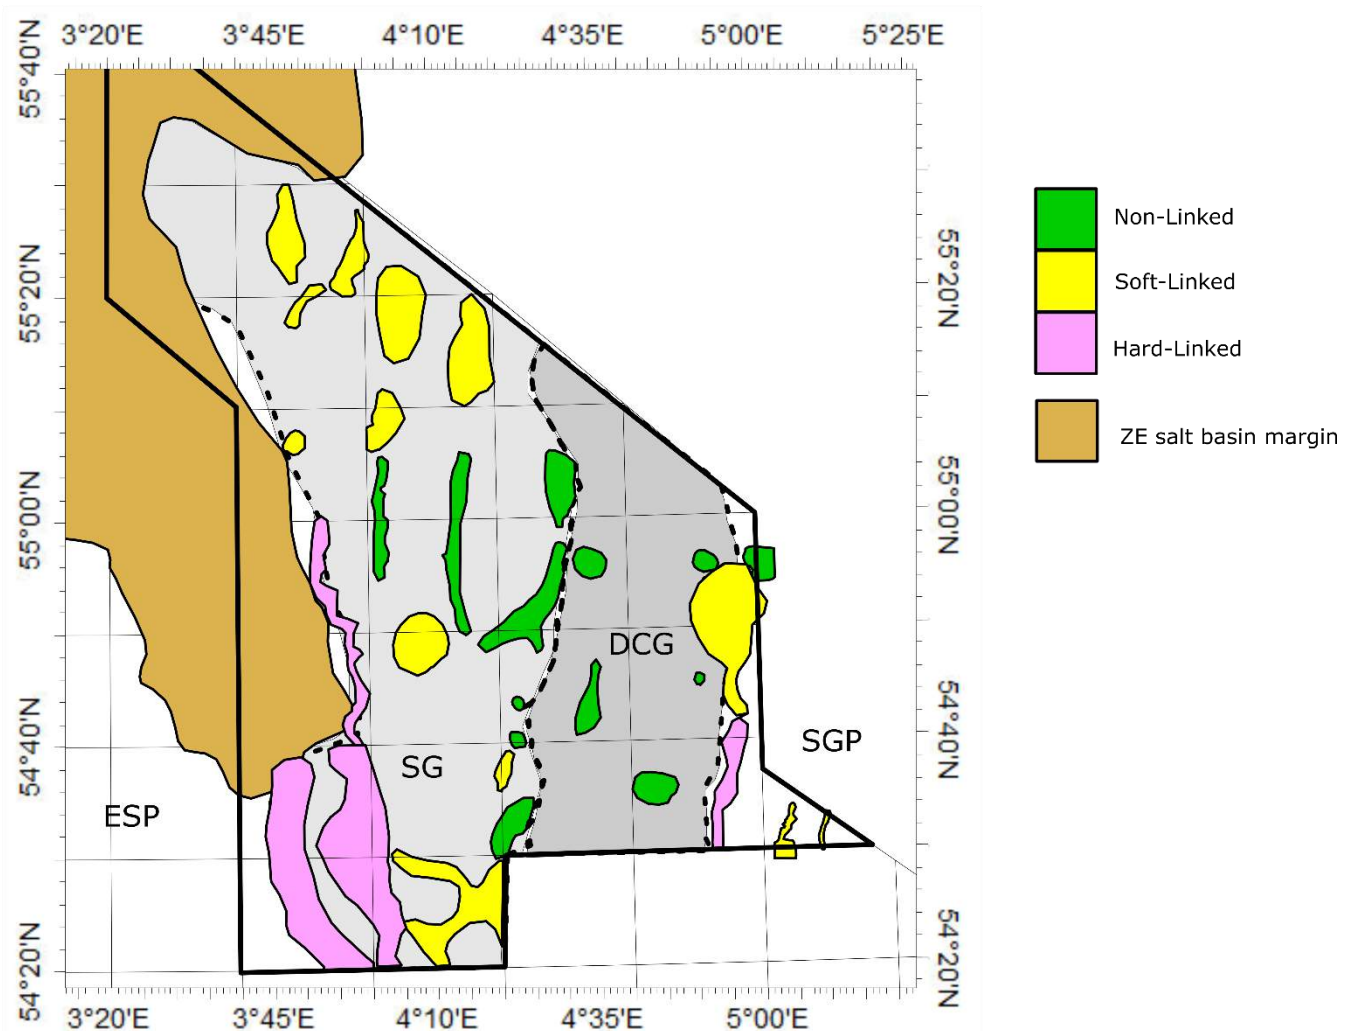 3°20'E 3°45'E 4°10'E 4°35'E 5°00'E 5°25'E
55°40'N
55°20'N
55°00'N
54°40'N
54°20'N
55°20'N
55°00'N
54°40'N
54°20'N
Non-Linked
Soft-Linked
Hard-Linked
ZE salt basin margin
DCG
SGP
SG
ESP
3°20'E 3°45'E 4°10'E 4°35'E 5°00'E